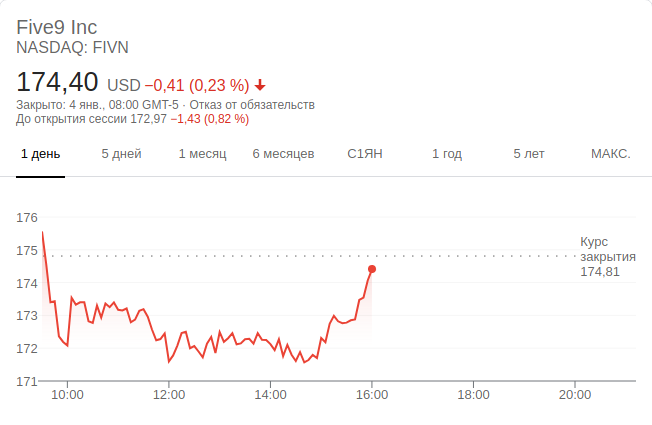 Five9 Inc
NASDAQ: FIVN
174,40 USD −0,41 (0,23 %)
Закрыто: 4 янв., 08:00 GMT-5 · Отказ от обязательств
До открытия сессии 172,97 −1,43 (0,82 %)
1 день 5 дней 1 месяц 6 месяцев С1ЯН 1 год 5 лет МАКС.
176
175
174
173
172
171
Курс
закрытия
174,81
10:00 12:00 14:00 16:00 18:00 20:00